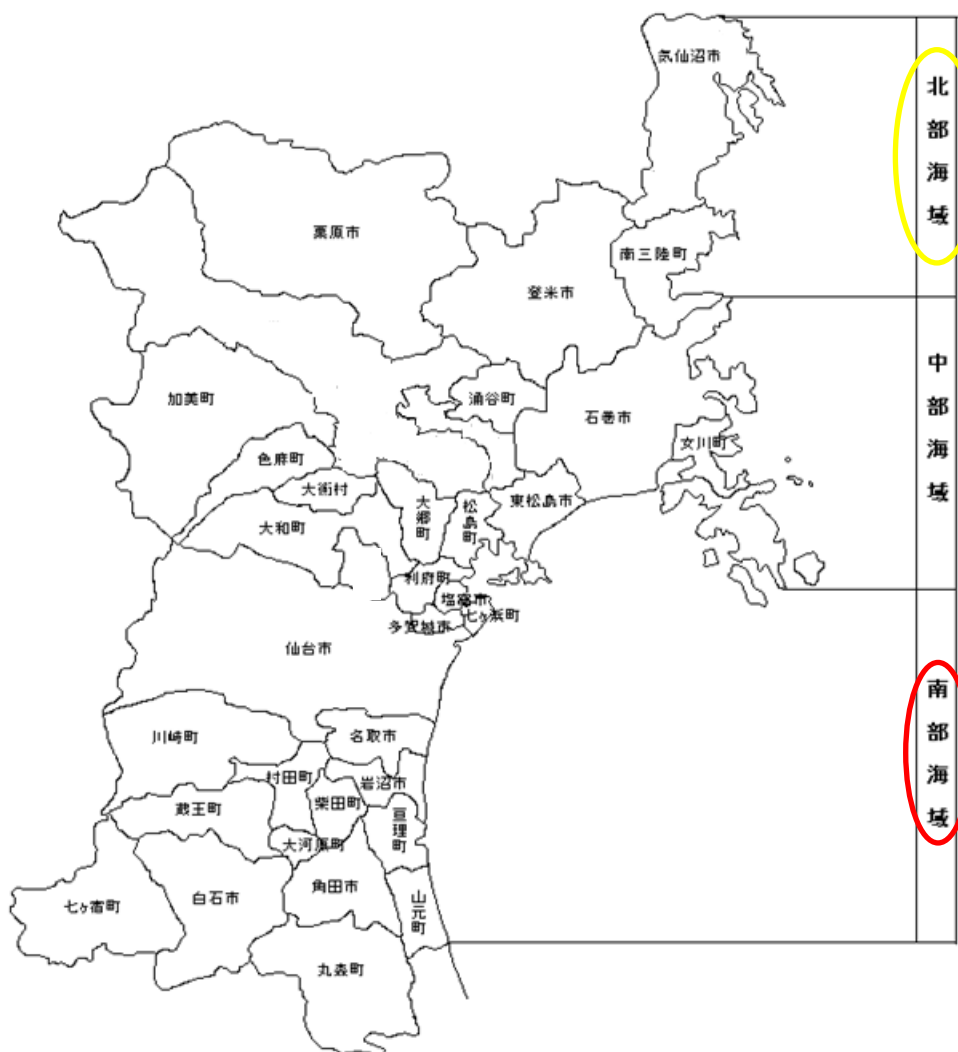 気仙沼市
北部海域
栗原市
南三陸町
登米市
加美町
涌谷町
石巻市
中部海域
女川町
色麻町
大衡村
大郷町
松島町
東松島市
大和町
利府町
塩竃市
七ヶ浜町
多賀城市
仙台市
南部海域
川崎町
名取市
村田町
岩沼市
柴田町
蔵王町
亘理町
大河原町
角田市
白石市
七ヶ宿町
山元町
丸森町